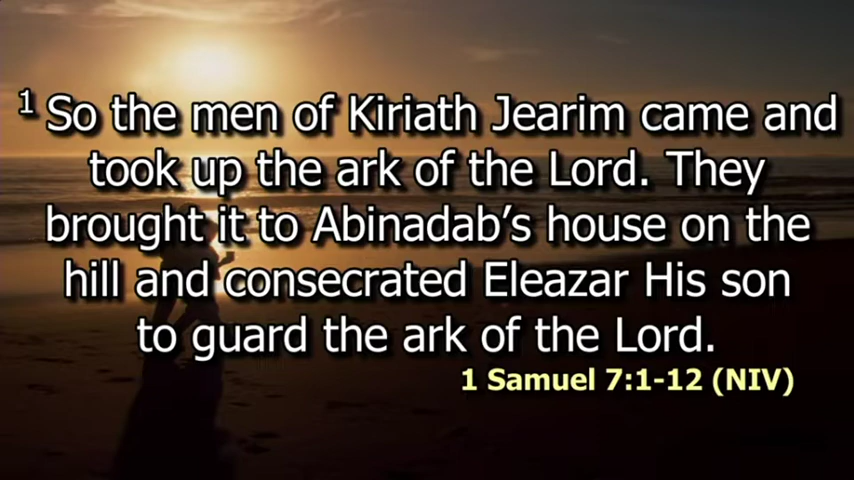 1 So the men of Kiriath Jearim came and
took up the ark of the Lord. They
brought it to Abinadab’s house on the
hill and consecrated Eleazar His son
to guard the ark of the Lord.
1 Samuel 7:1-12 (NIV)